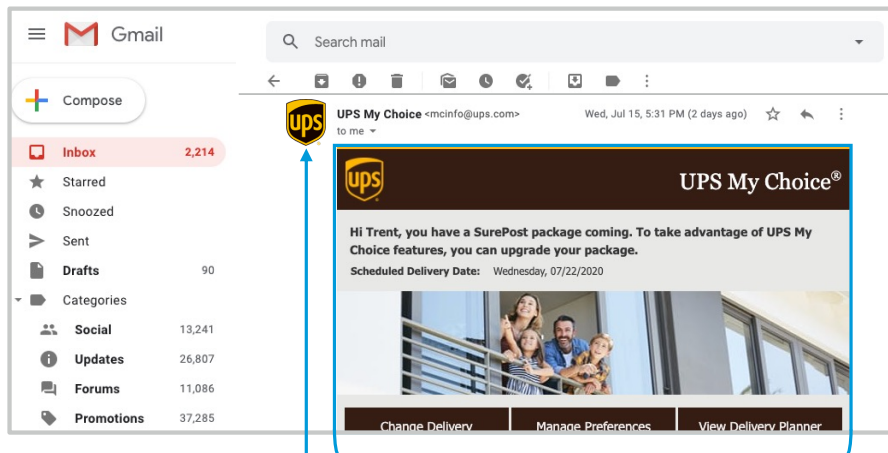 Gmail
Search mail
Compose
UPS My Choice <mcinfo@ups.com>
Wed, Jul 15, 5:31 PM (2 days ago)
to me
ups
Inbox 2,214
Starred
Snoozed
Sent
Drafts 90
Categories
Social 13,241
Updates 26,807
Forums 11,086
Promotions 37,285
ups
UPS My Choice®
Hi Trent, you have a SurePost package coming. To take advantage of UPS My
Choice features, you can upgrade your package.
Scheduled Delivery Date: Wednesday, 07/22/2020
Change Delivery
Manage Preferences
View Delivery Planner